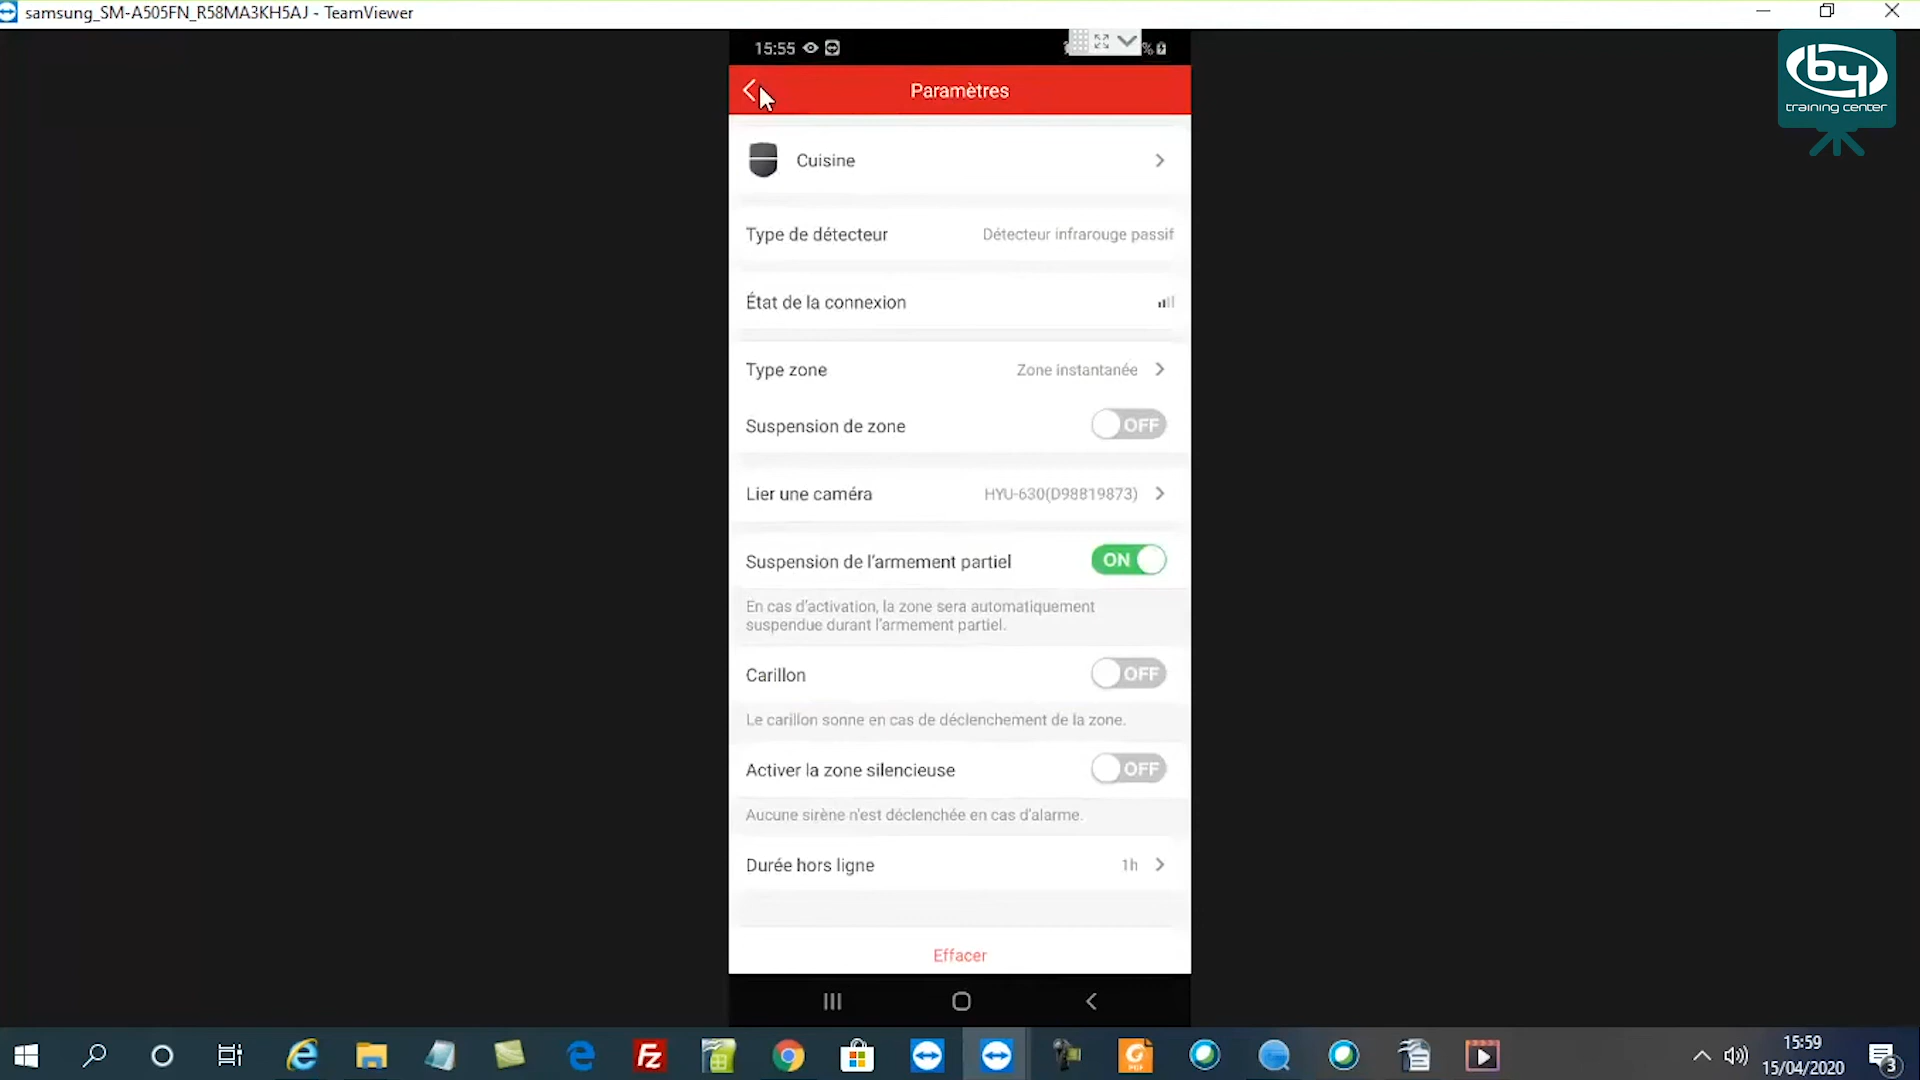 samsung_SM-A505FN_R58MA3KH5AJ - TeamViewer
15:55
%
Paramètres
by
training center
Cuisine
Type de détecteur Détecteur infrarouge passif
État de la connexion
Type zone Zone instantanée
Suspension de zone OFF
Lier une caméra HYU-630(D98819873)
Suspension de l'armement partiel ON
En cas d'activation, la zone sera automatiquement
suspendue durant l'armement partiel.
Carillon OFF
Le carillon sonne en cas de déclenchement de la zone.
Activer la zone silencieuse OFF
Aucune sirène n'est déclenchée en cas d'alarme.
Durée hors ligne 1h
Effacer
15:59
15/04/2020
3